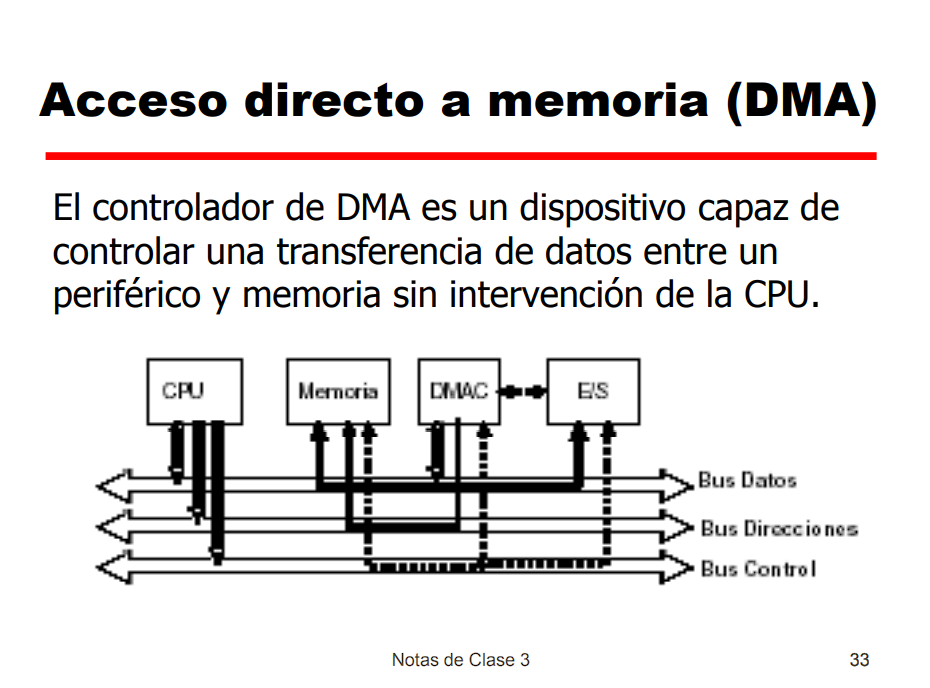 Acceso directo a memoria (DMA)
El controlador de DMA es un dispositivo capaz de
controlar una transferencia de datos entre un
periférico y memoria sin intervención de la CPU.
CPU
Memoria
DMAC
E/S
Bus Datos
Bus Direcciones
Bus Control
Notas de Clase 3
33